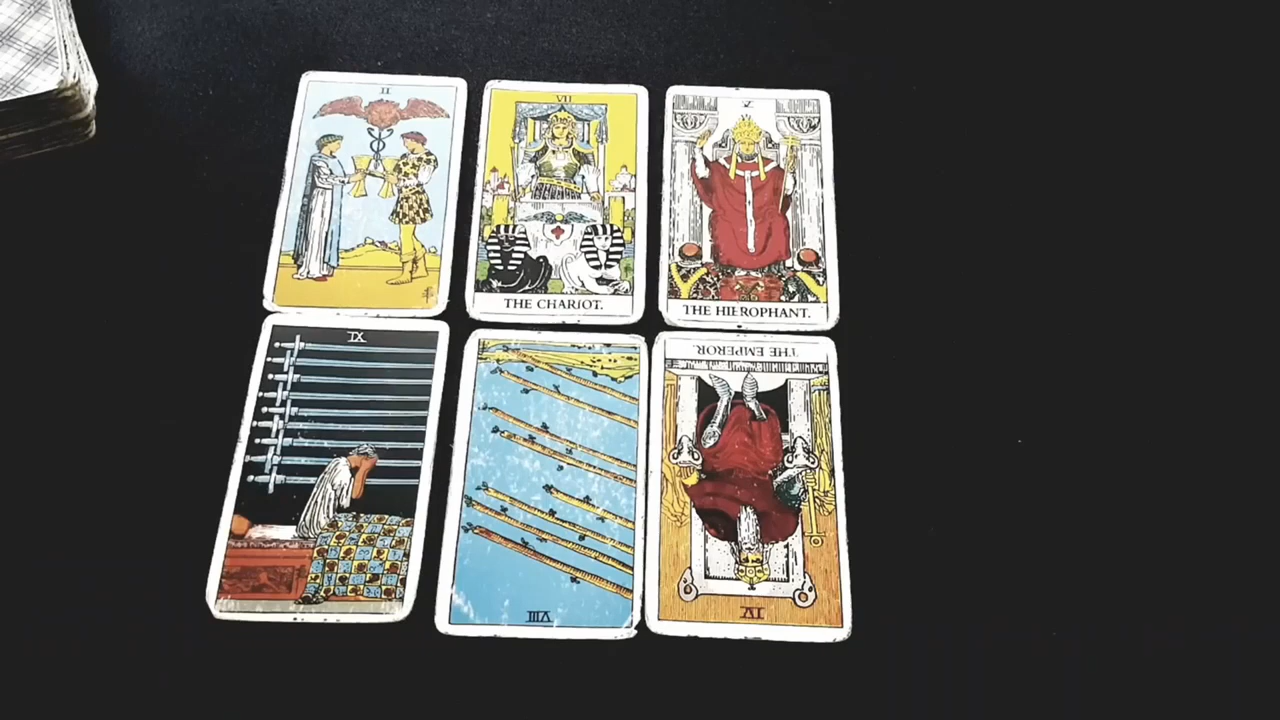 II
VII
V
THE CHARIOT.
THE HIEROPHANT.
IX
THE EMPEROR.
VIII
IV